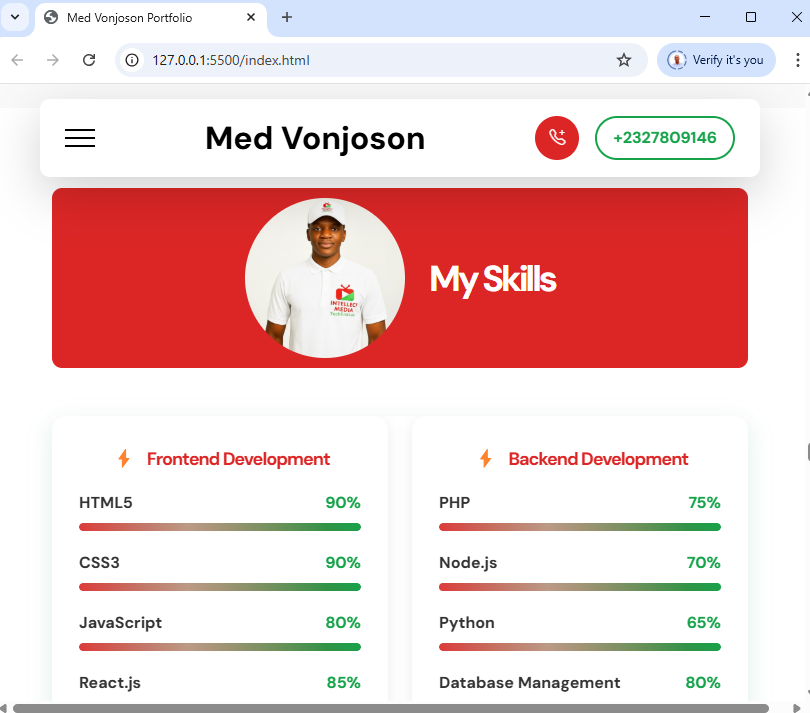 Med Vonjoson Portfolio
127.0.0.1:5500/index.html
Verify it's you
Med Vonjoson
+2327809146
My Skills
INTELLECT
MEDIA
Frontend Development
Backend Development
HTML5 90%
PHP 75%
CSS3 90%
Node.js 70%
JavaScript 80%
Python 65%
React.js 85%
Database Management 80%